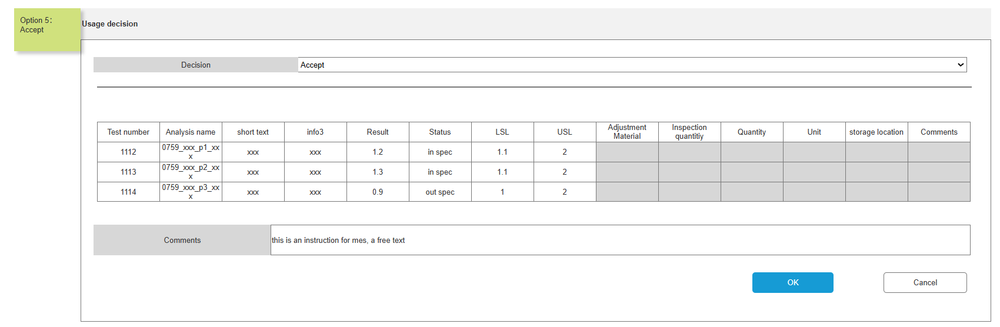 Option 5:
Accept
Usage decision
Decision
Accept
Test number Analysis name short text info3 Result Status LSL USL Adjustment Material Inspection quantitiy Quantity Unit storage location Comments
1112 0759_xxx_p1_xxx xxx xxx 1.2 in spec 1.1 2
1113 0759_xxx_p2_xxx xxx xxx 1.3 in spec 1.1 2
1114 0759_xxx_p3_xxx xxx xxx 0.9 out spec 1 2
Comments
this is an instruction for mes, a free text
OK
Cancel